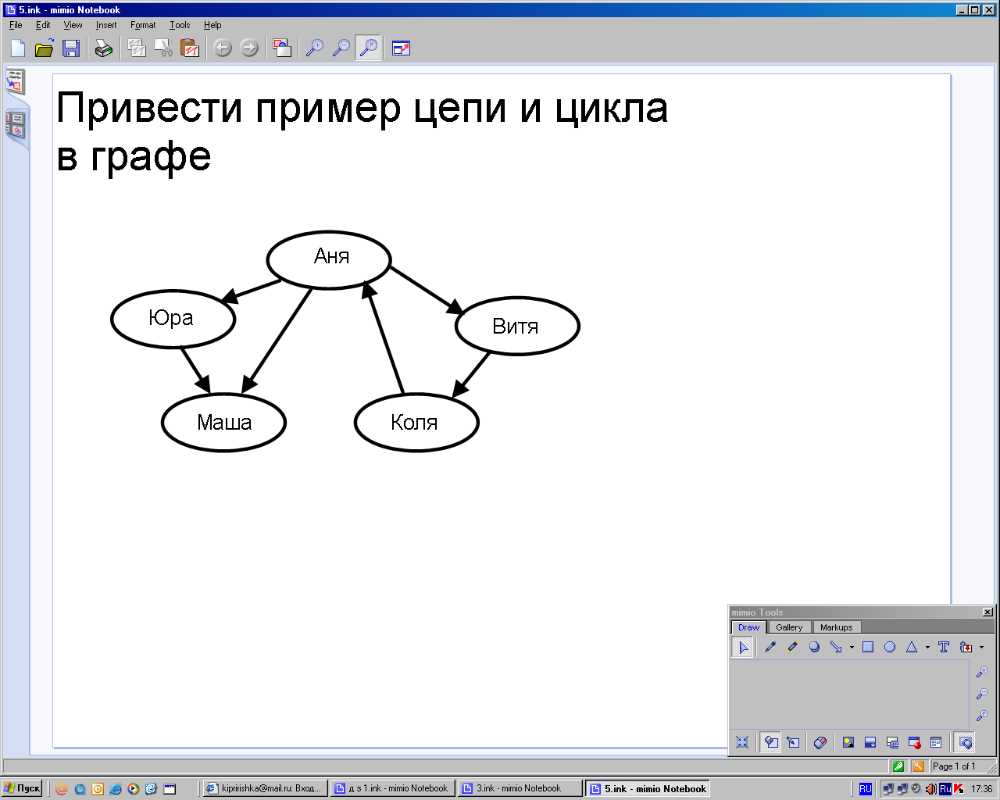 5.ink - mimio Notebook
File Edit View Insert Format Tools Help
Привести пример цепи и цикла
в графе
Аня
Юра
Витя
Маша
Коля
mimio Tools
Draw Gallery Markups
Page 1 of 1
Пуск
kipririshka@mail.ru: Вход...
д з 1.ink - mimio Notebook
3.ink - mimio Notebook
5.ink - mimio Notebook
RU
Ru
17:36